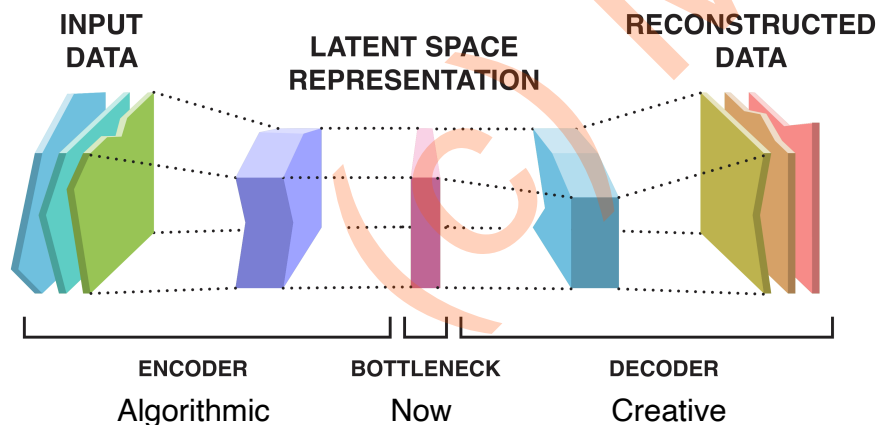 INPUT
DATA
LATENT SPACE
REPRESENTATION
RECONSTRUCTED
DATA
ENCODER
BOTTLENECK
DECODER
Algorithmic
Now
Creative
(c)